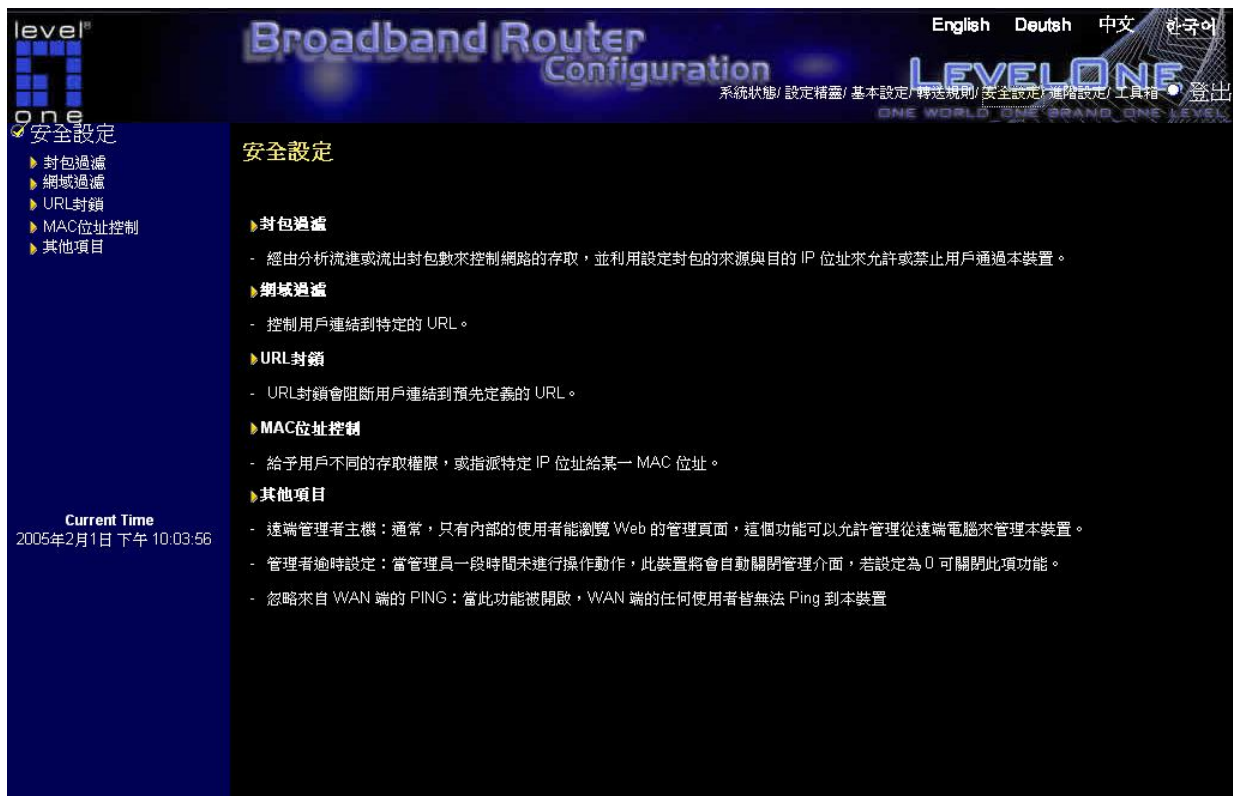 level®
one
Broadband Router
Configuration
English Deutsh 中文 한국어
LEVELONE
系統狀態/ 設定精靈/ 基本設定/ 轉送規則/ 安全設定/ 進階設定/ 工具箱 登出
ONE WORLD_ONE BRAND_ONE LEVEL
安全設定
封包過濾
網域過濾
URL封鎖
MAC位址控制
其他項目
Current Time
2005年2月1日 下午 10:03:56
安全設定
封包過濾
- 經由分析流進或流出封包數來控制網路的存取，並利用設定封包的來源與目的 IP 位址來允許或禁止用戶通過本裝置。
網域過濾
- 控制用戶連結到特定的 URL。
URL封鎖
- URL封鎖會阻斷用戶連結到預先定義的 URL。
MAC位址控制
- 給予用戶不同的存取權限，或指派特定 IP 位址給某一 MAC 位址。
其他項目
- 遠端管理者主機：通常，只有內部的使用者能瀏覽 Web 的管理頁面，這個功能可以允許管理從遠端電腦來管理本裝置。
- 管理者逾時設定：當管理員一段時間未進行操作動作，此裝置將會自動關閉管理介面，若設定為 0 可關閉此項功能。
- 忽略來自 WAN 端的 PING：當此功能被開啟，WAN 端的任何使用者皆無法 Ping 到本裝置